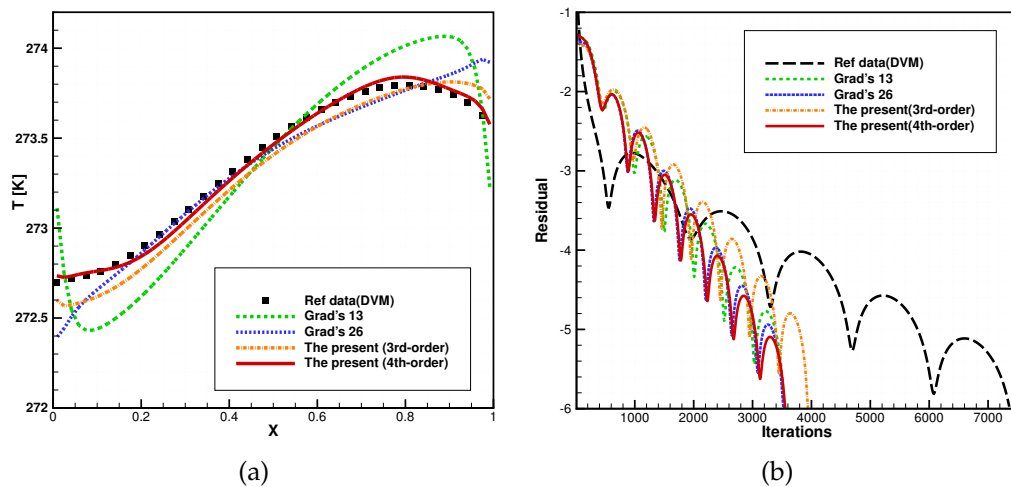 274
273.5
273
272.5
272
T [K]
0
0.2
0.4
0.6
0.8
1
X
Ref data(DVM)
Grad's 13
Grad's 26
The present (3rd-order)
The present (4th-order)
(a)
-1
-2
-3
-4
-5
-6
Residual
1000
2000
3000
4000
5000
6000
7000
Iterations
Ref data(DVM)
Grad's 13
Grad's 26
The present(3rd-order)
The present(4th-order)
(b)